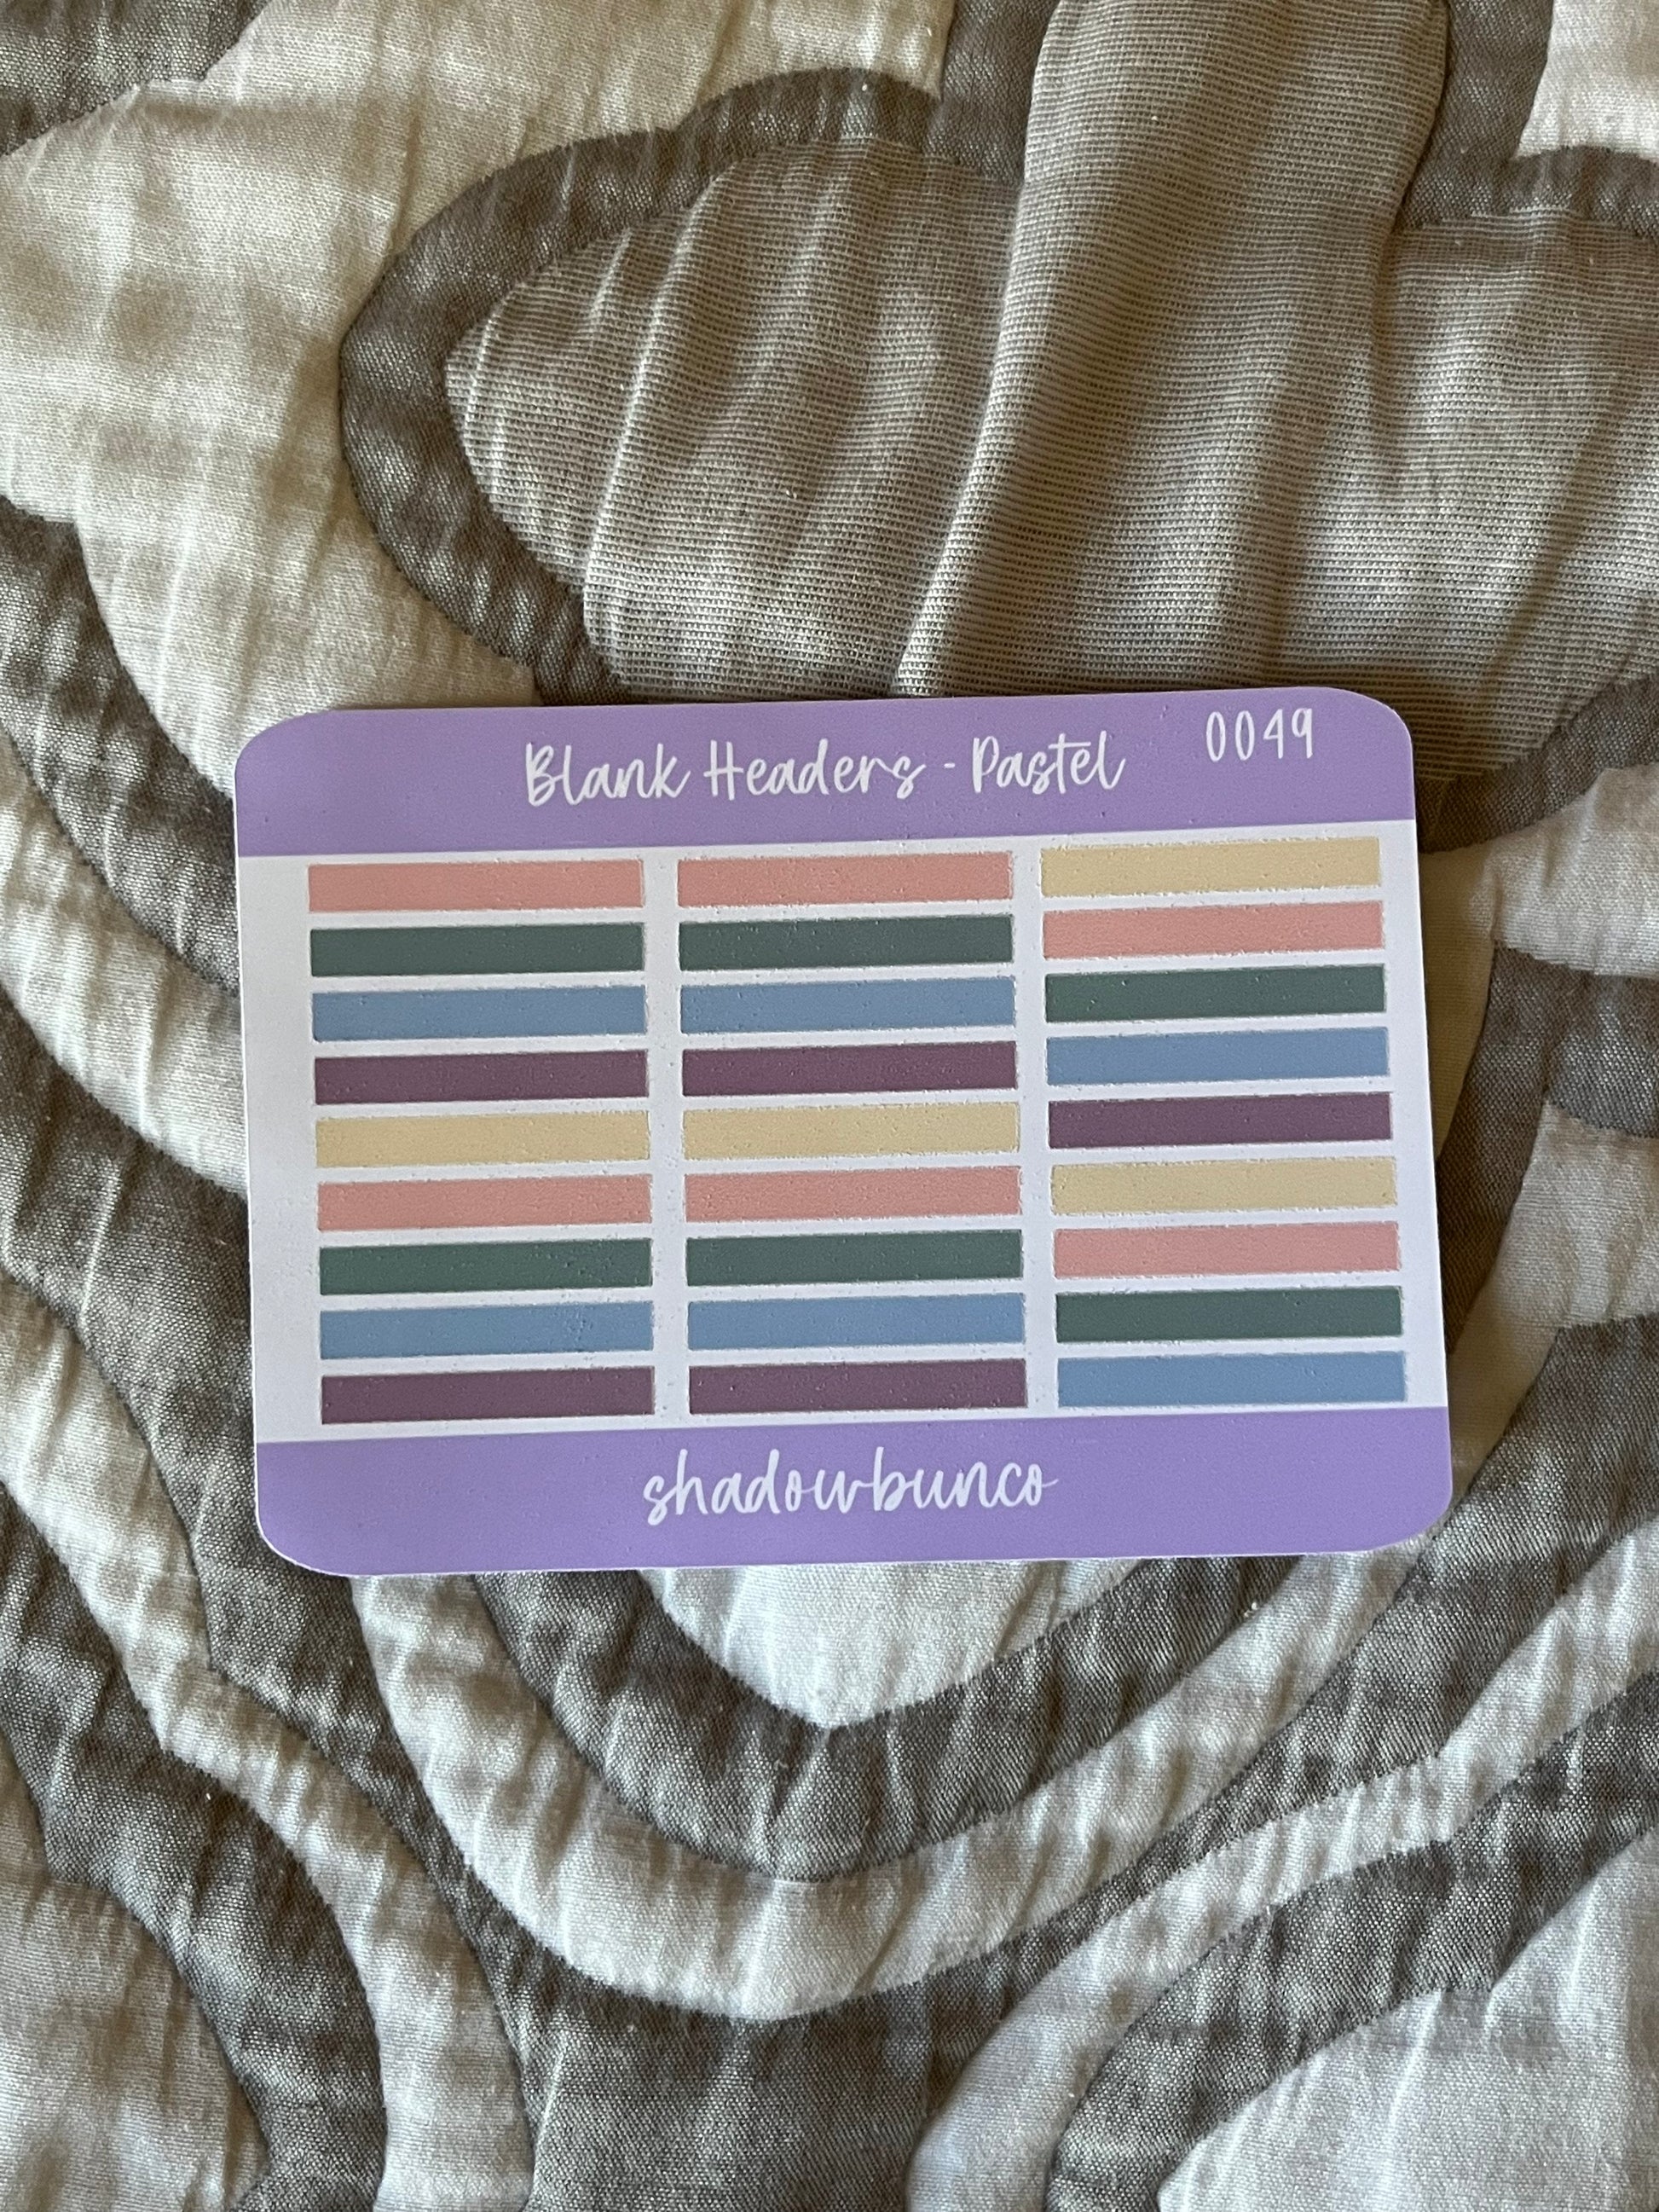 Blank Headers - Pastel 0049
shadowbunco